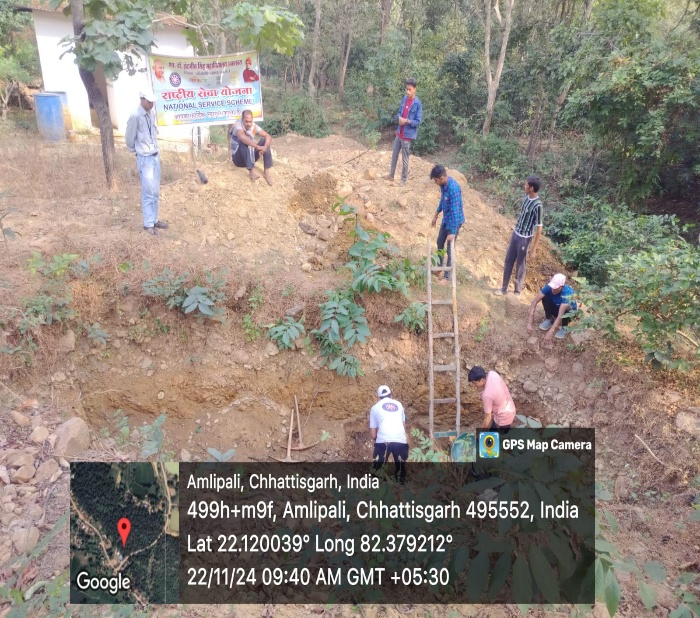 राष्ट्रीय सेवा योजना
NATIONAL SERVICE SCHEME
GPS Map Camera
Amlipali, Chhattisgarh, India
499h+m9f, Amlipali, Chhattisgarh 495552, India
Lat 22.120039° Long 82.379212°
22/11/24 09:40 AM GMT +05:30
Google